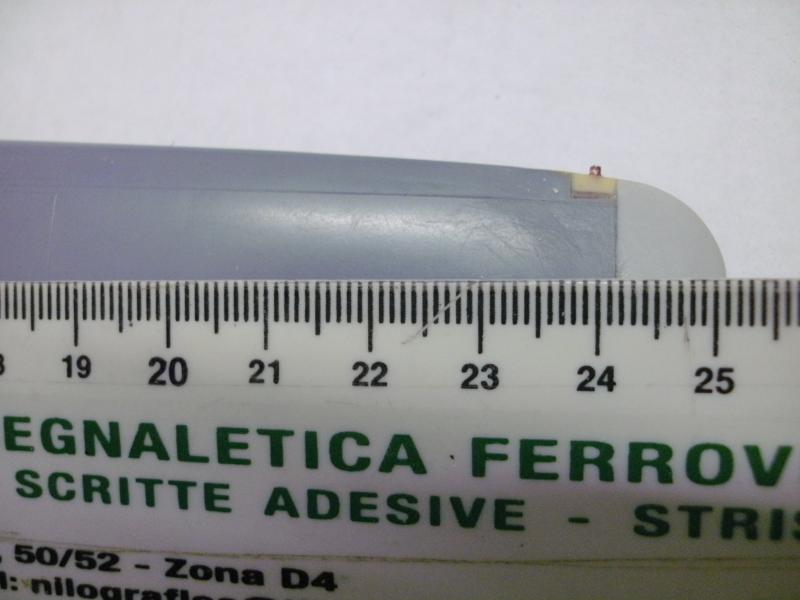 19 20 21 22 23 24 25
EGNALETICA FERROV
SCRITTE ADESIVE - STRIS
50/52 - Zona D4